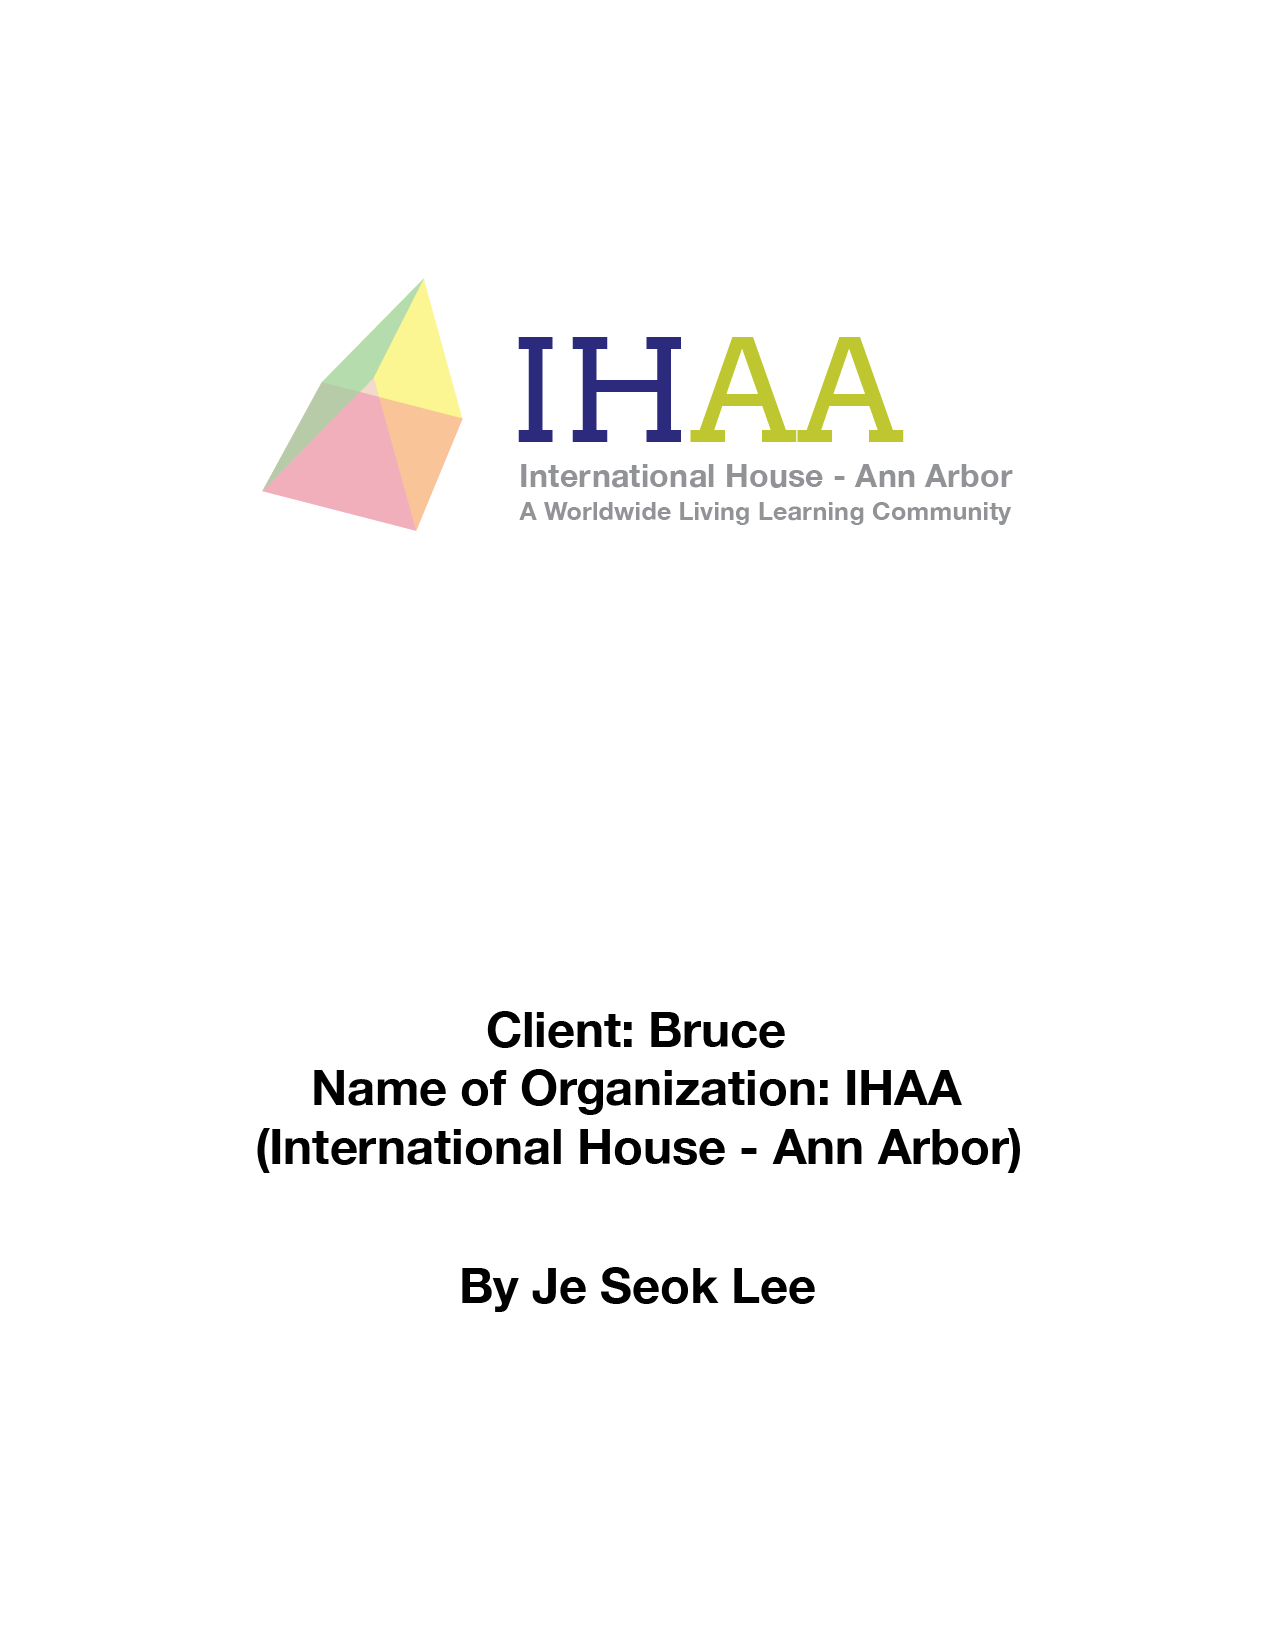 IHAA
International House - Ann Arbor
A Worldwide Living Learning Community
Client: Bruce
Name of Organization: IHAA
(International House - Ann Arbor)
By Je Seok Lee